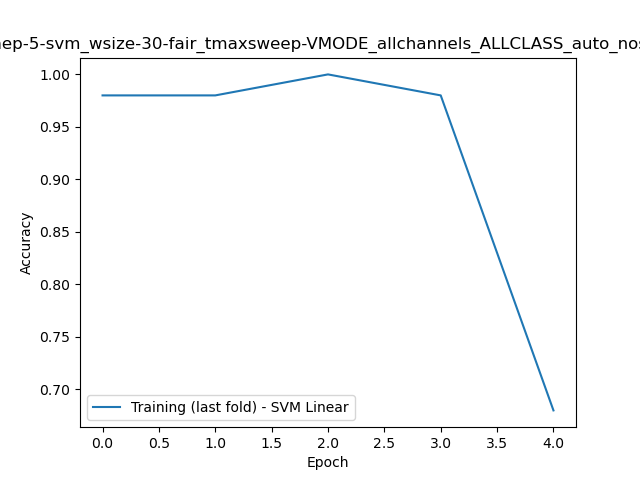 ep-5-svm_wsize-30-fair_tmaxsweep-VMODE_allchannels_ALLCLASS_auto_nos
1.00
0.95
0.90
0.85
0.80
0.75
0.70
Accuracy
Training (last fold) - SVM Linear
0.0 0.5 1.0 1.5 2.0 2.5 3.0 3.5 4.0
Epoch